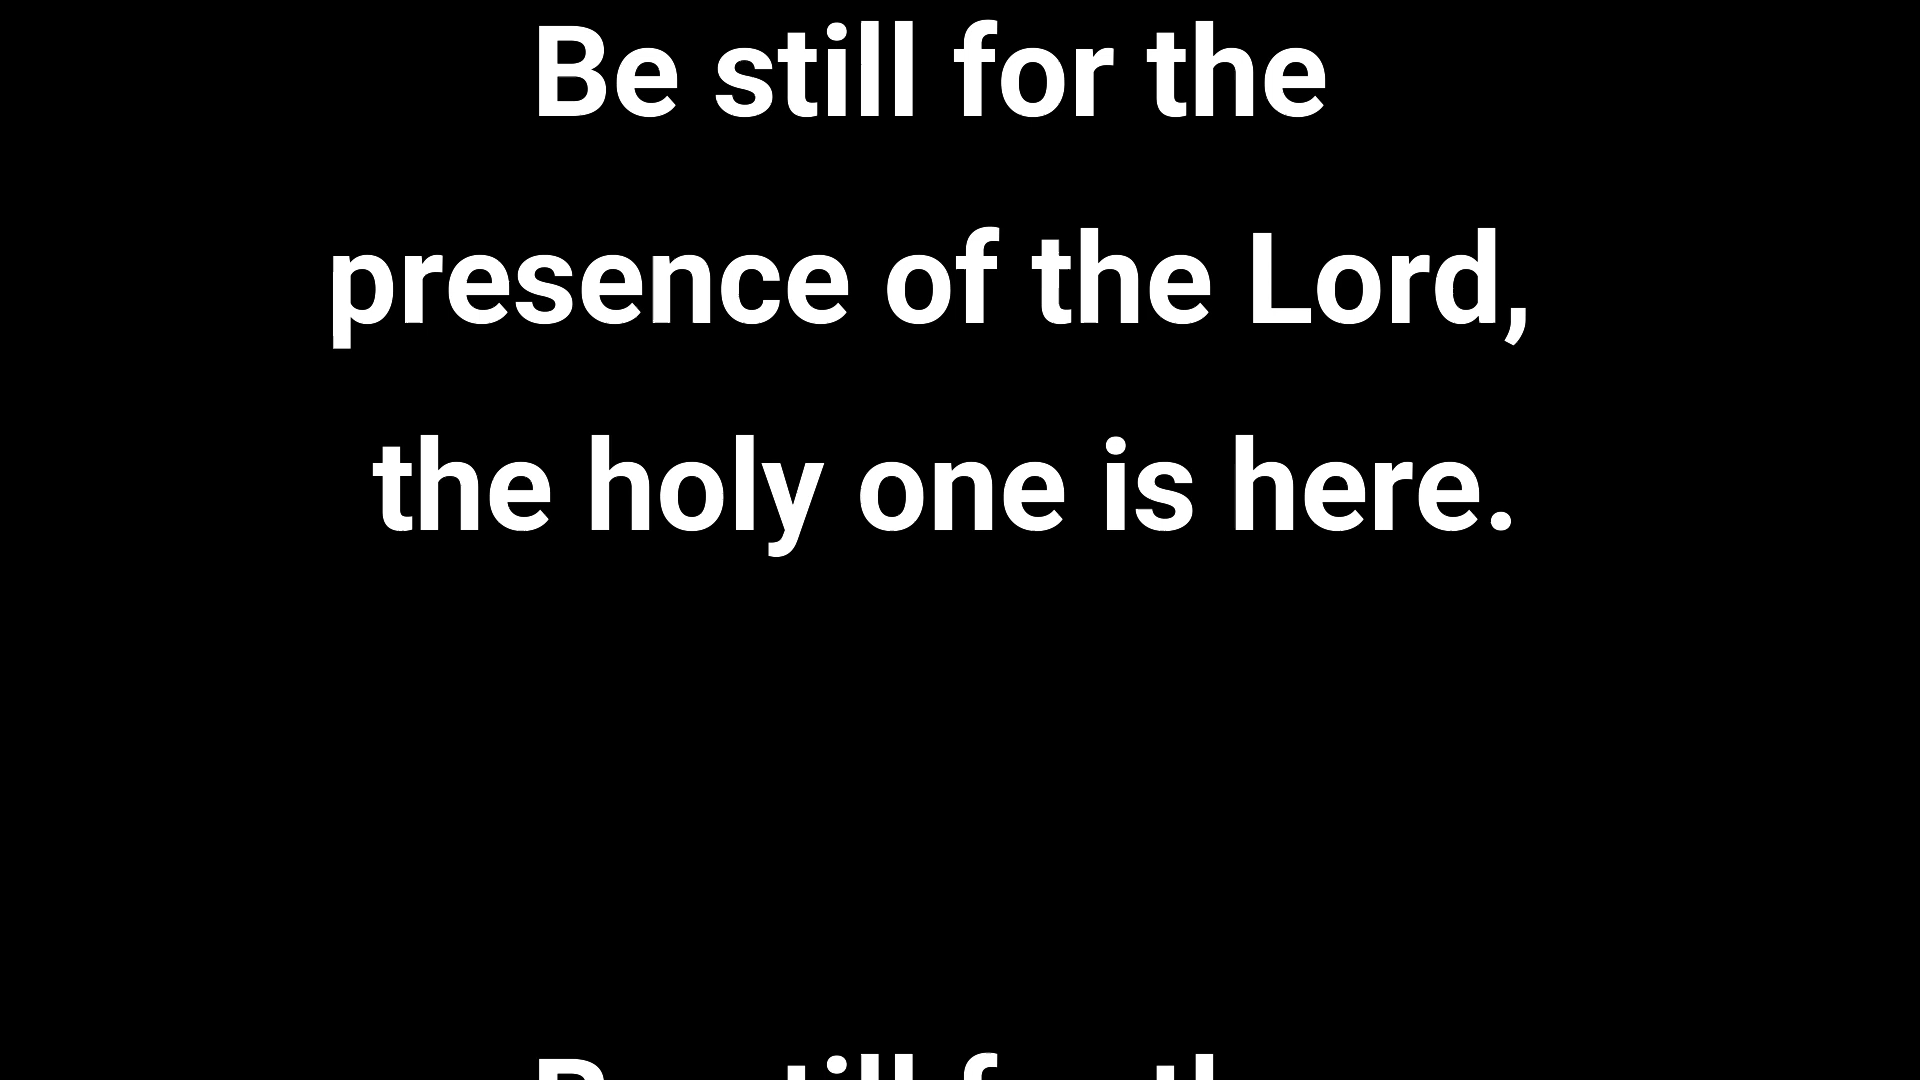 Be still for the
presence of the Lord,
the holy one is here.
Be still for the